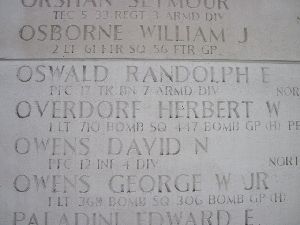 ORSHAN SEYMOUR
TEC 5 33 REGT 3 ARMD DIV
OSBORNE WILLIAM J
2 LT 61 FTR SQ 56 FTR GP
OSWALD RANDOLPH E
PFC 17 TK BN 7 ARMD DIV NOR
OVERDORF HERBERT W
1 LT 710 BOMB SQ 447 BOMB GP (H) PE
OWENS DAVID N
PFC 12 INF 4 DIV NORT
OWENS GEORGE W JR
1 LT 368 BOMB SQ 306 BOMB GP (H)
PALADINI EDWARD E